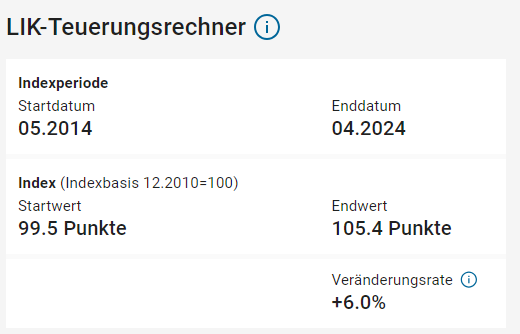 LIK-Teuerungsrechner
Indexperiode
Startdatum Enddatum
05.2014 04.2024
Index (Indexbasis 12.2010=100)
Startwert Endwert
99.5 Punkte 105.4 Punkte
Veränderungsrate
+6.0%